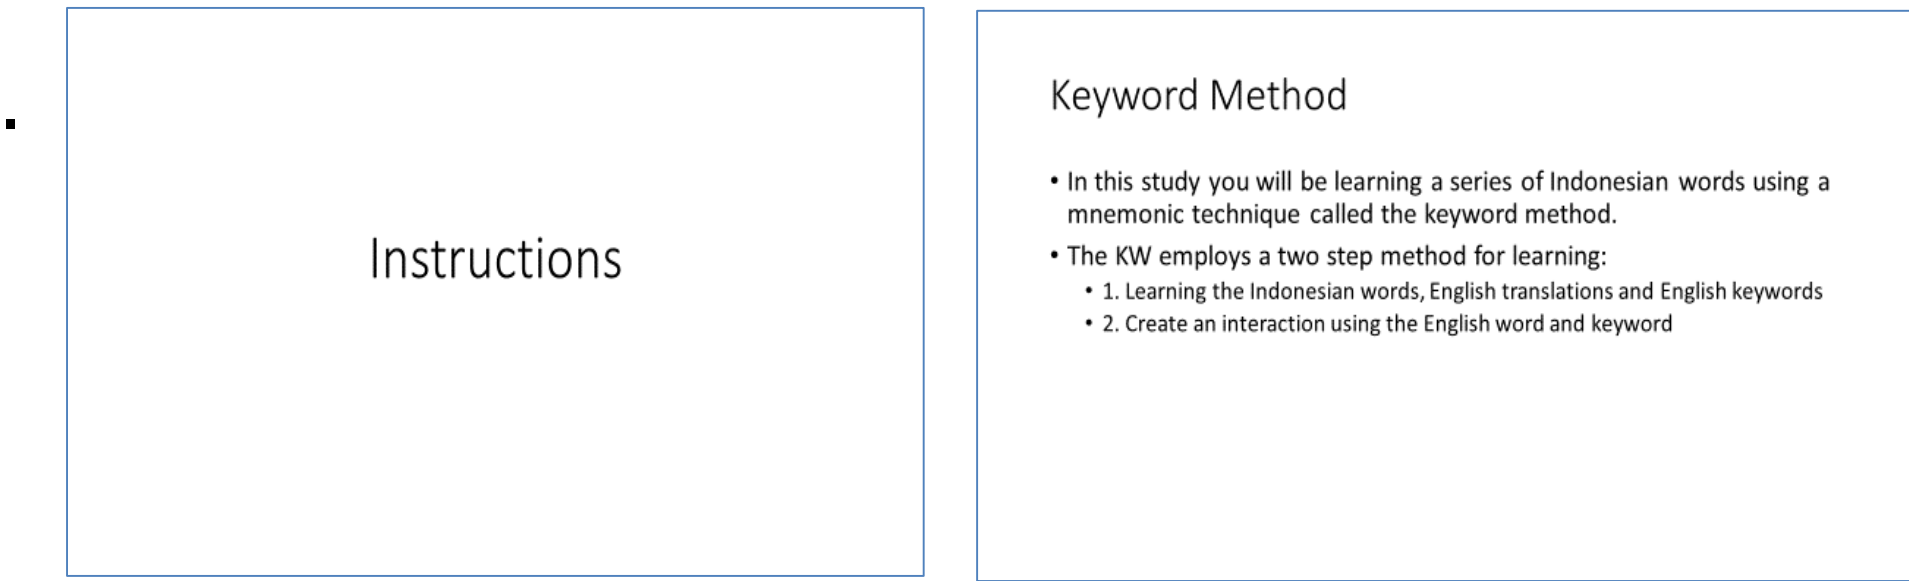 Instructions
Keyword Method
• In this study you will be learning a series of Indonesian words using a
mnemonic technique called the keyword method.
• The KW employs a two step method for learning:
• 1. Learning the Indonesian words, English translations and English keywords
• 2. Create an interaction using the English word and keyword